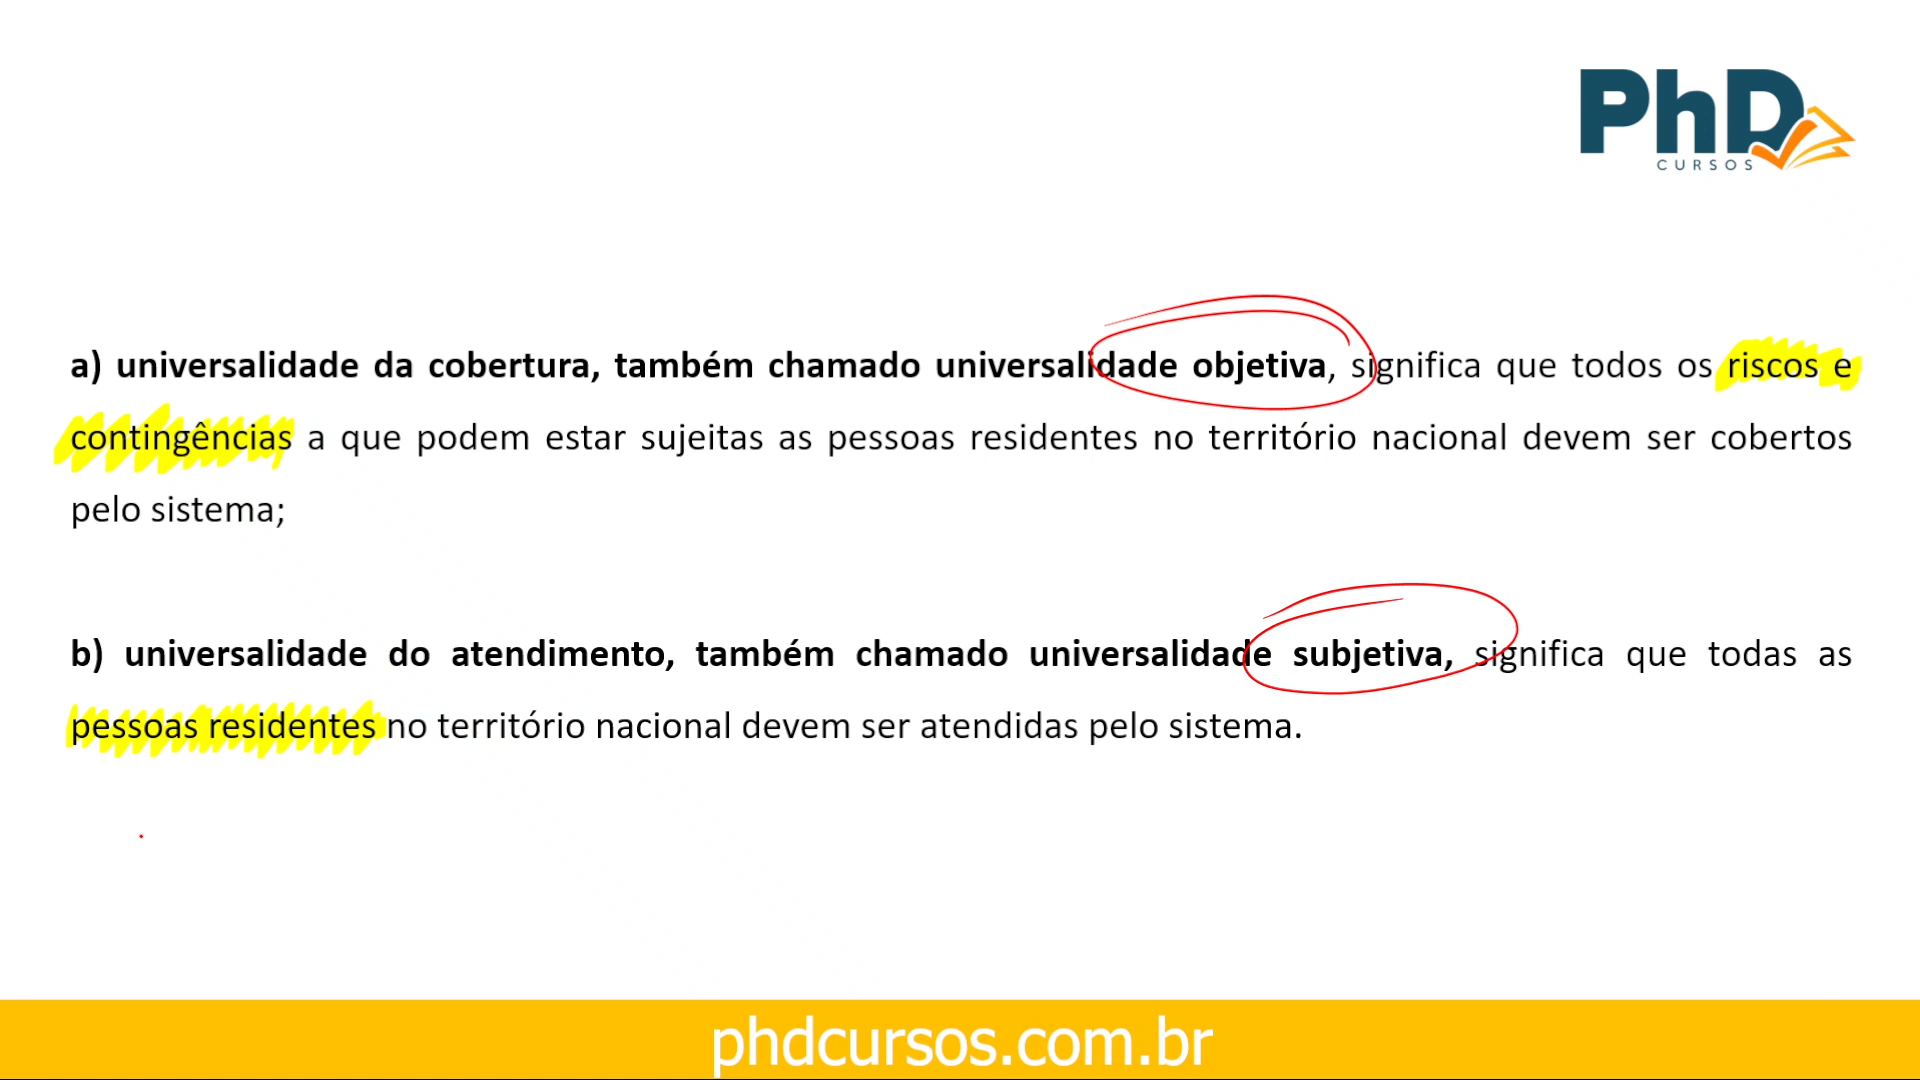 PhD
CURSOS
a) universalidade da cobertura, também chamado universalidade objetiva, significa que todos os riscos e
contingências a que podem estar sujeitas as pessoas residentes no território nacional devem ser cobertos
pelo sistema;
b) universalidade do atendimento, também chamado universalidade subjetiva, significa que todas as
pessoas residentes no território nacional devem ser atendidas pelo sistema.
phdcursos.com.br